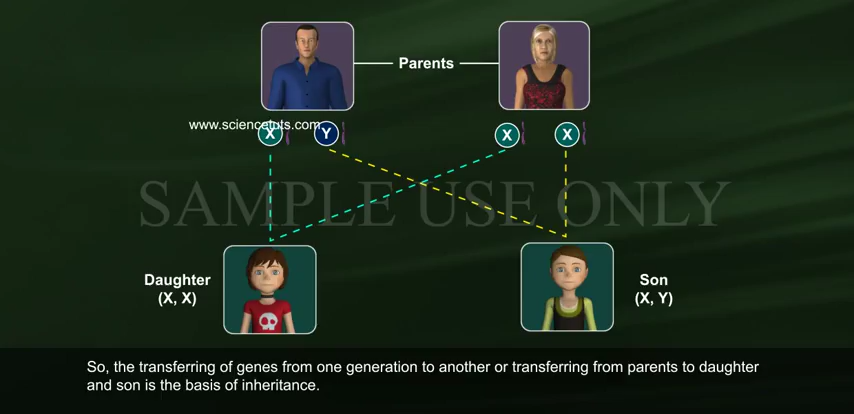 Parents
www.sciencetuts.com
X
Y
X
X
SAMPLE USE ONLY
Daughter
(X, X)
Son
(X, Y)
So, the transferring of genes from one generation to another or transferring from parents to daughter
and son is the basis of inheritance.